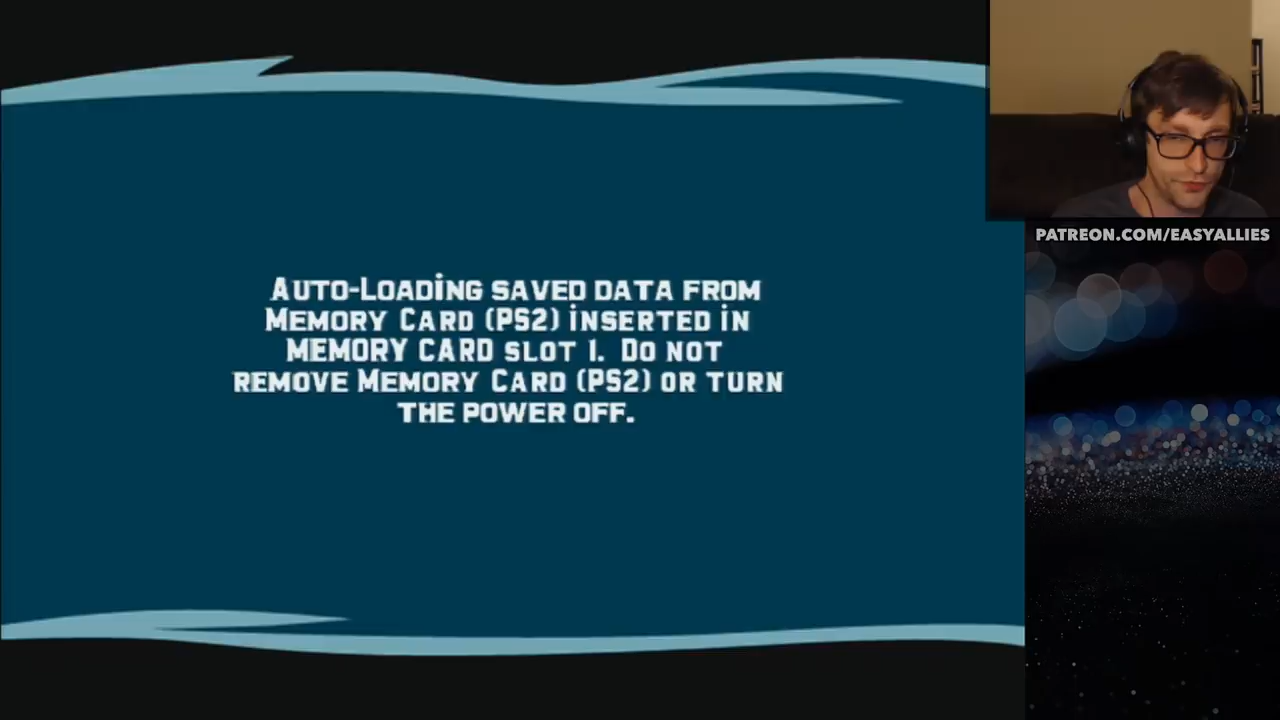 AUTO-LOADiNG SAVED DATA FROM
MEMORY CARD (PS2) iNSERTED iN
MEMORY CARD SLOT 1. DO NOT
REMOVE MEMORY CARD (PS2) OR TURN
THE POWER OFF.
PATREON.COM/EASYALLIES